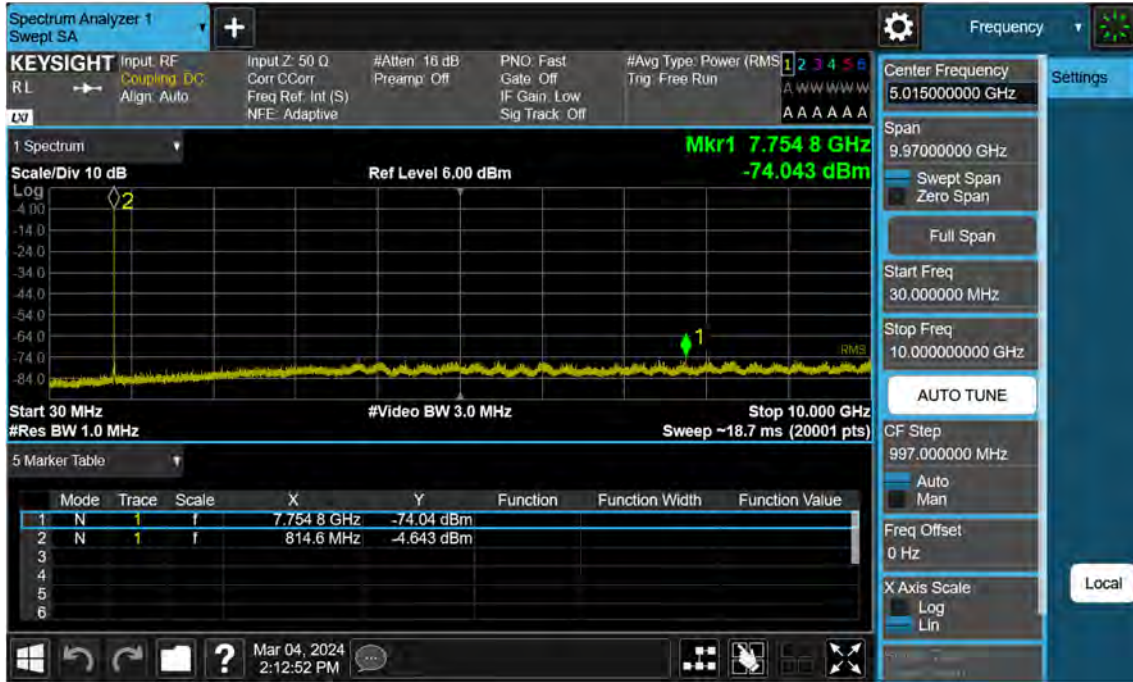 Spectrum Analyzer 1
Swept SA
+
Frequency
KEYSIGHT
RL
LXI
Input: RF
Coupling: DC
Align: Auto
Input Z: 50 Ω
Corr CCorr
Freq Ref: Int (S)
NFE: Adaptive
#Atten: 16 dB
Preamp: Off
PNO: Fast
Gate: Off
IF Gain: Low
Sig Track: Off
#Avg Type: Power (RMS
Trig: Free Run
1 2 3 4 5 6
A W W W W W
A A A A A A
1 Spectrum
Scale/Div 10 dB
Ref Level 6.00 dBm
Mkr1 7.754 8 GHz
-74.043 dBm
Log
-4.00
-14.0
-24.0
-34.0
-44.0
-54.0
-64.0
-74.0
-84.0
2
1
RMS
Start 30 MHz
#Video BW 3.0 MHz
Stop 10.000 GHz
#Res BW 1.0 MHz
Sweep ~18.7 ms (20001 pts)
5 Marker Table
Mode Trace Scale X Y Function Function Width Function Value
1 N 1 f 7.754 8 GHz -74.04 dBm
2 N 1 f 814.6 MHz -4.643 dBm
3
4
5
6
?
Mar 04, 2024
2:12:52 PM
Center Frequency
5.015000000 GHz
Settings
Span
9.97000000 GHz
Swept Span
Zero Span
Full Span
Start Freq
30.000000 MHz
Stop Freq
10.000000000 GHz
AUTO TUNE
CF Step
997.000000 MHz
Auto
Man
Freq Offset
0 Hz
X Axis Scale
Log
Lin
Local